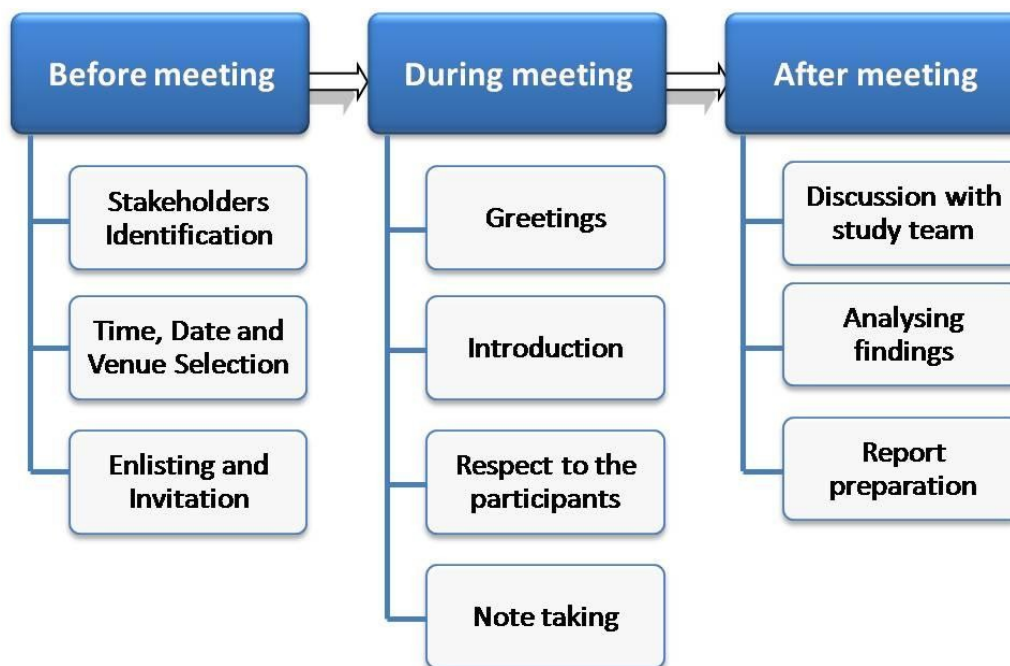 Before meeting
Stakeholders
Identification
Time, Date and
Venue Selection
Enlisting and
Invitation
During meeting
Greetings
Introduction
Respect to the
participants
Note taking
After meeting
Discussion with
study team
Analysing
findings
Report
preparation